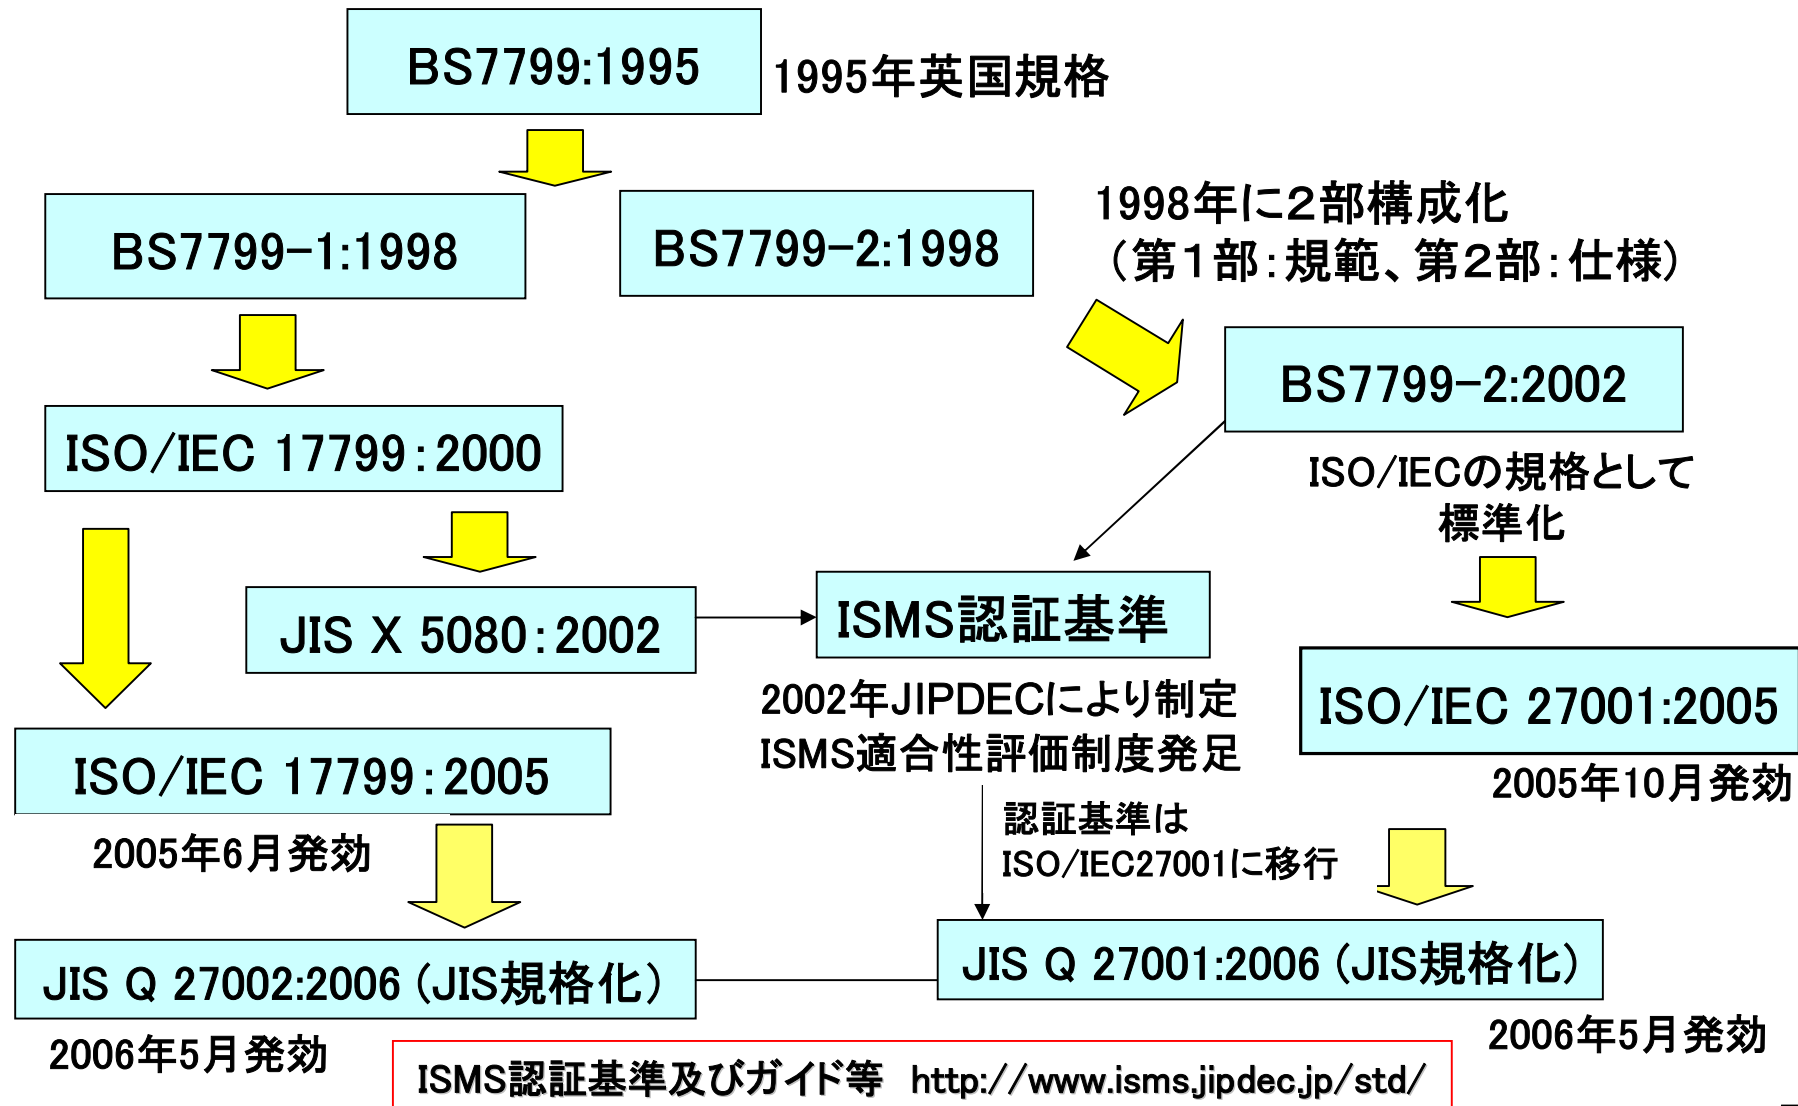 BS7799:1995
1995年英国規格
BS7799-1:1998
BS7799-2:1998
1998年に2部構成化
(第1部:規範、第2部:仕様)
BS7799-2:2002
ISO/IEC 17799:2000
ISO/IECの規格として
標準化
JIS X 5080:2002
ISMS認証基準
2002年JIPDECにより制定
ISMS適合性評価制度発足
ISO/IEC 27001:2005
2005年10月発効
ISO/IEC 17799:2005
2005年6月発効
認証基準は
ISO/IEC27001に移行
JIS Q 27002:2006 (JIS規格化)
2006年5月発効
JIS Q 27001:2006 (JIS規格化)
2006年5月発効
ISMS認証基準及びガイド等 http://www.isms.jipdec.jp/std/